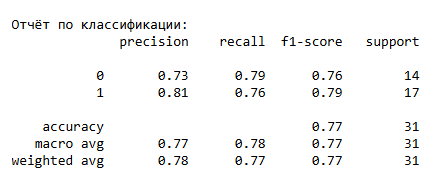 Отчёт по классификации:
precision recall f1-score support
0 0.73 0.79 0.76 14
1 0.81 0.76 0.79 17
accuracy 0.77 31
macro avg 0.77 0.78 0.77 31
weighted avg 0.78 0.77 0.77 31